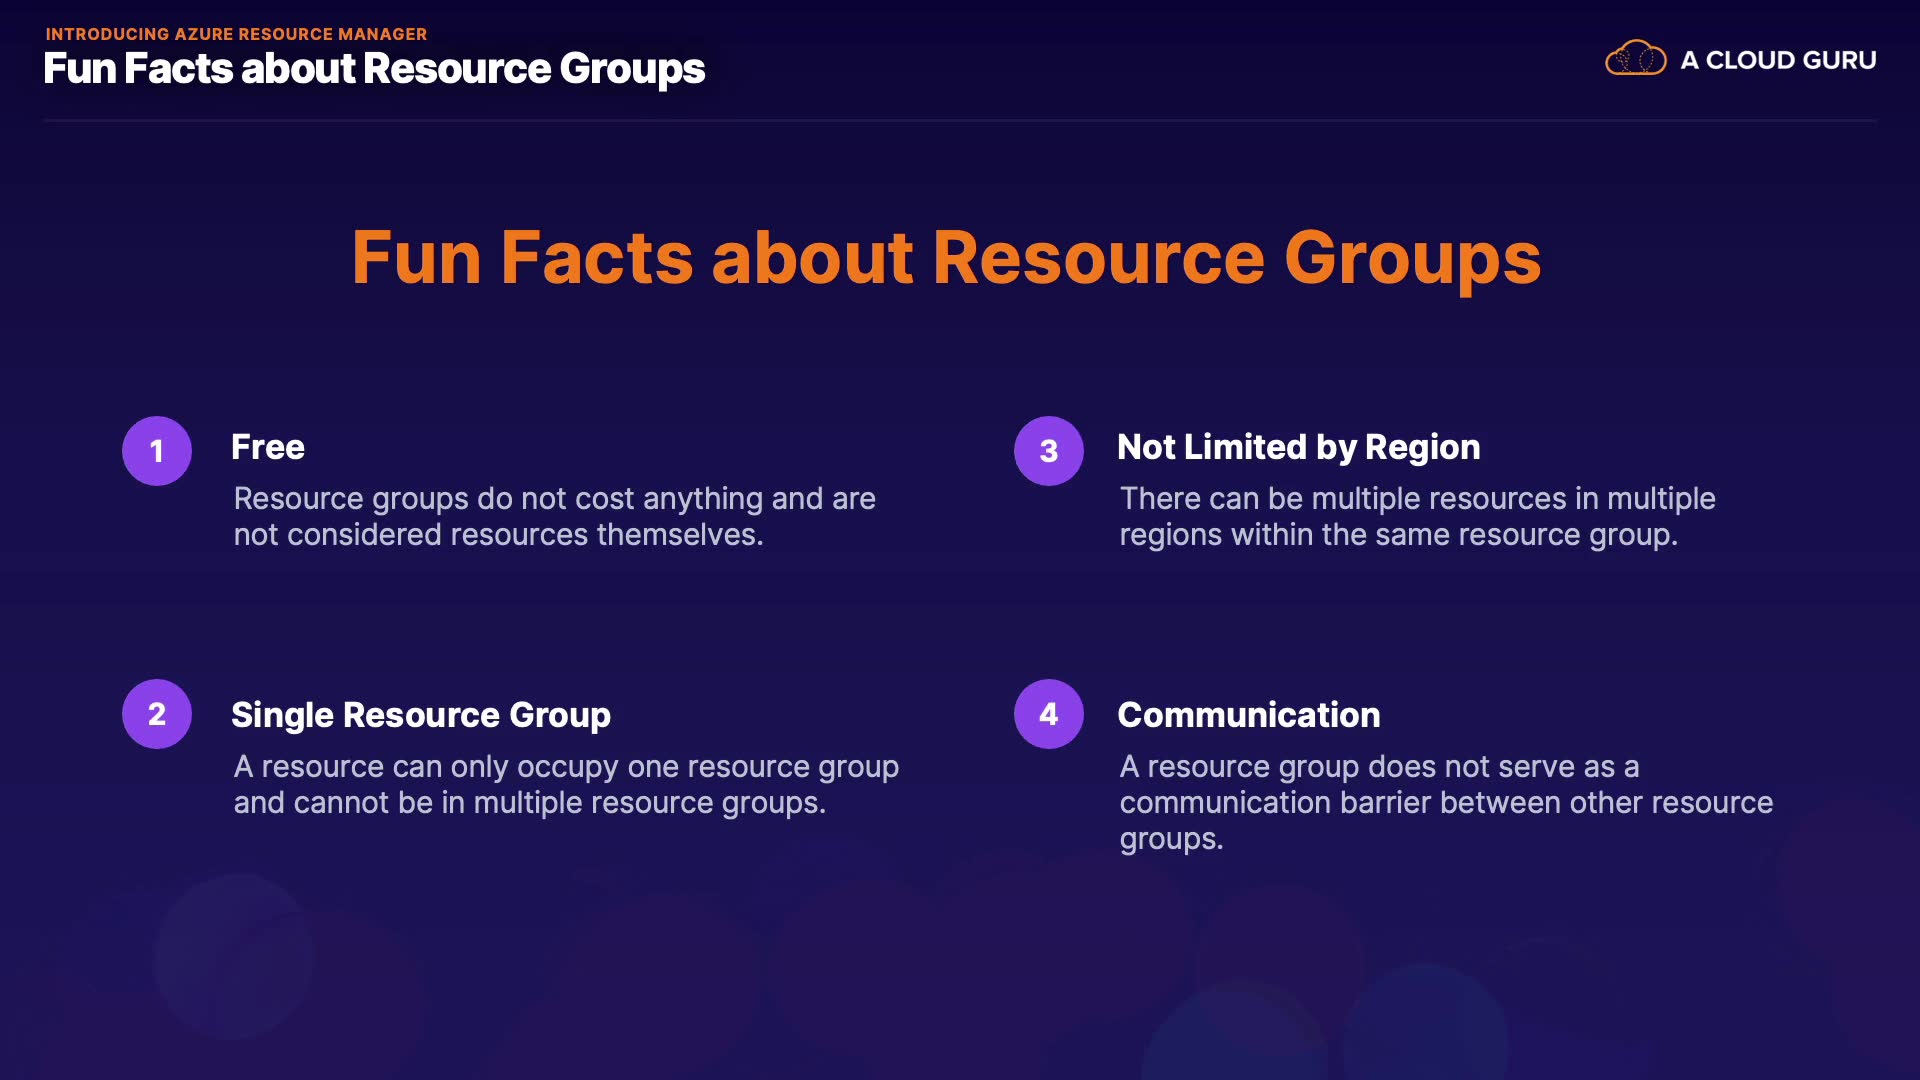 INTRODUCING AZURE RESOURCE MANAGER
Fun Facts about Resource Groups
A CLOUD GURU
Fun Facts about Resource Groups
1
Free
Resource groups do not cost anything and are
not considered resources themselves.
2
Single Resource Group
A resource can only occupy one resource group
and cannot be in multiple resource groups.
3
Not Limited by Region
There can be multiple resources in multiple
regions within the same resource group.
4
Communication
A resource group does not serve as a
communication barrier between other resource
groups.